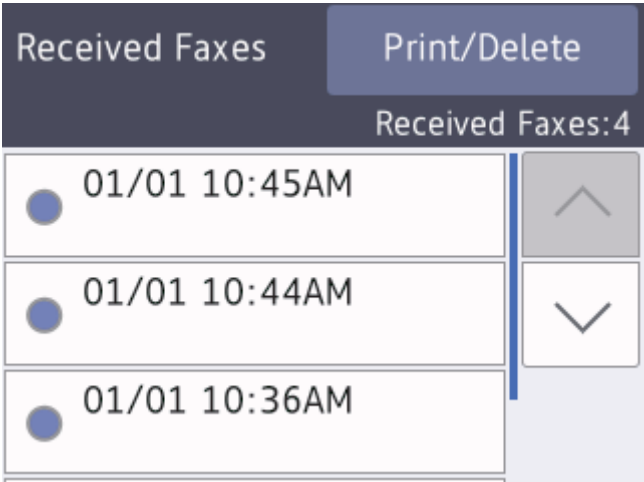 Received Faxes
Print/Delete
Received Faxes:4
01/01 10:45AM
01/01 10:44AM
01/01 10:36AM